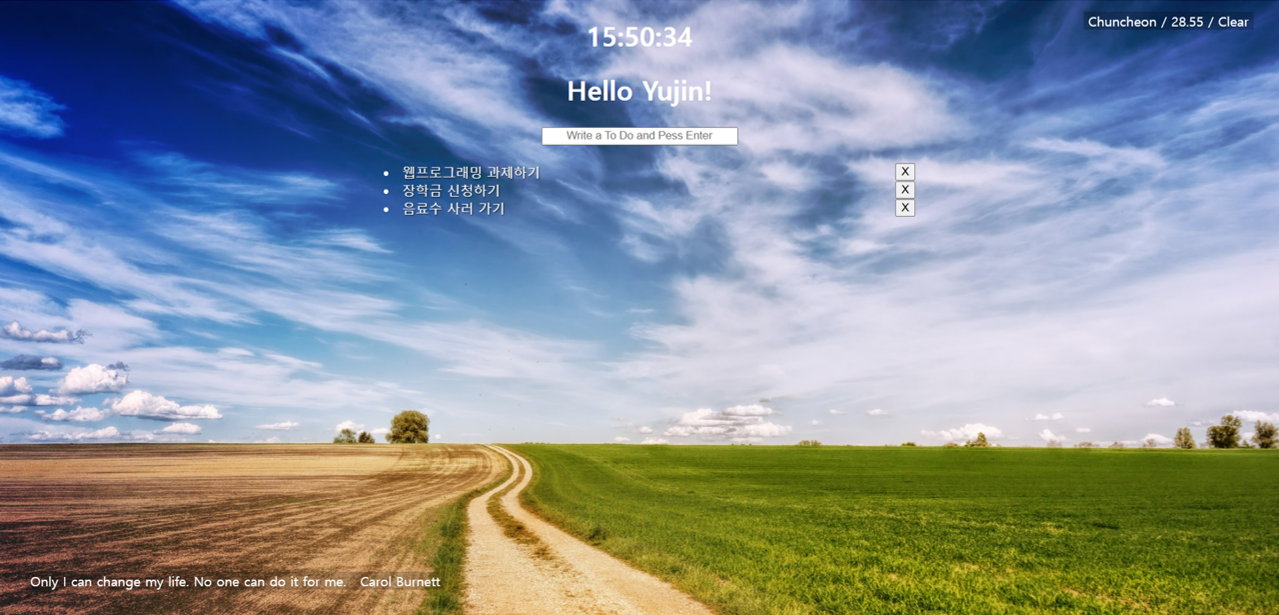 Chuncheon / 28.55 / Clear
15:50:34
Hello Yujin!
Write a To Do and Pess Enter
• 웹프로그래밍 과제하기 X
• 장학금 신청하기 X
• 음료수 사러 가기 X
Only I can change my life. No one can do it for me. Carol Burnett